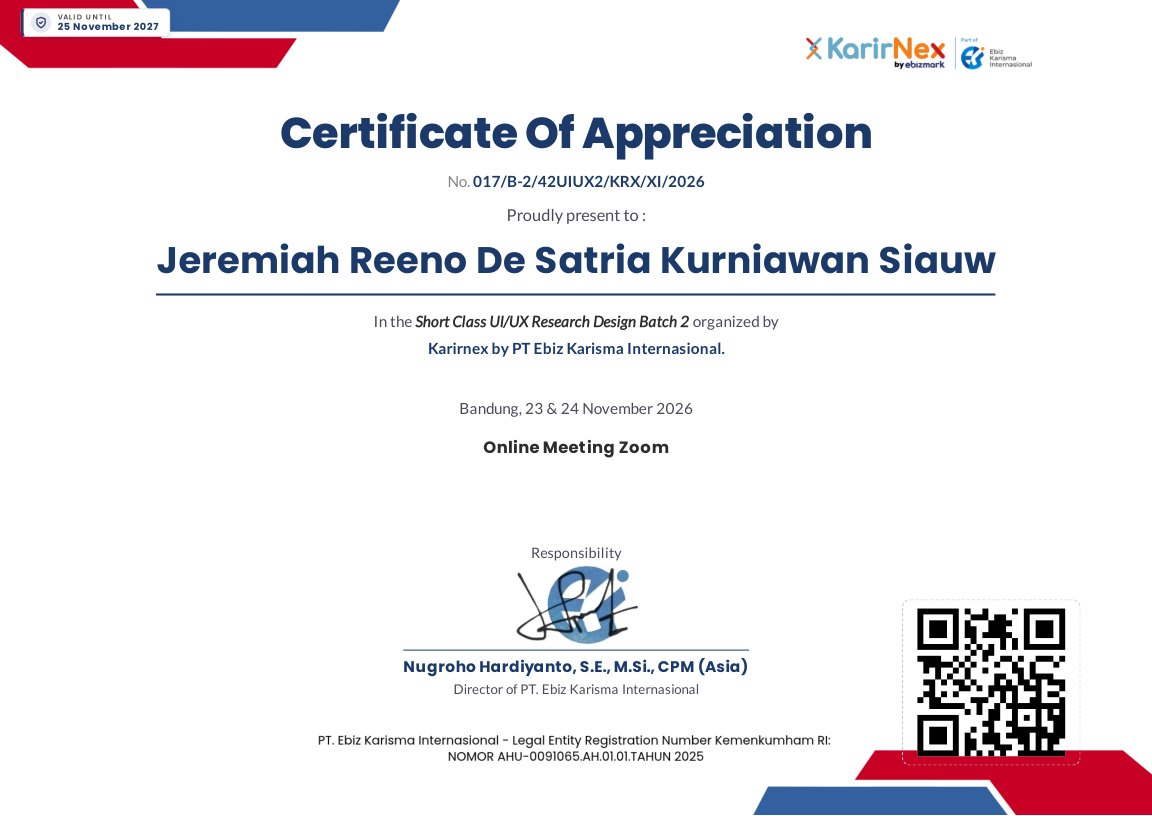 VALID UNTIL
25 November 2027
KarirNex
by ebizmark
Part of
Ebiz
Karisma
Internasional
Certificate Of Appreciation
No. 017/B-2/42UIUX2/KRX/XI/2026
Proudly present to :
Jeremiah Reeno De Satria Kurniawan Siauw
In the Short Class UI/UX Research Design Batch 2 organized by
Karirnex by PT Ebiz Karisma Internasional.
Bandung, 23 & 24 November 2026
Online Meeting Zoom
Responsibility
Nugroho Hardiyanto, S.E., M.Si., CPM (Asia)
Director of PT. Ebiz Karisma Internasional
PT. Ebiz Karisma Internasional - Legal Entity Registration Number Kemenkumham RI:
NOMOR AHU-0091065.AH.01.01.TAHUN 2025